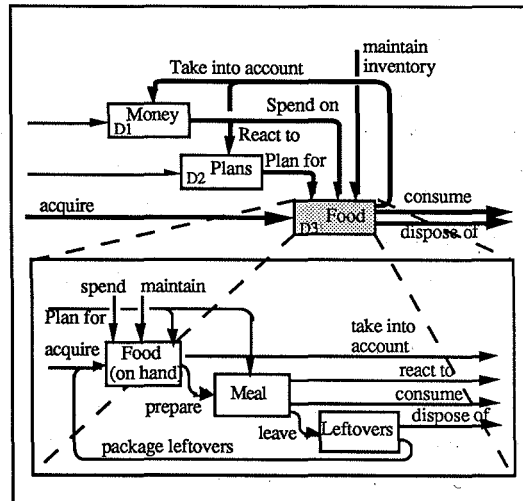 maintain
inventory
Take into account
Money
D1
Spend on
React to
Plans
D2
Plan for
acquire
Food
D3
consume
dispose of
spend
maintain
Plan for
acquire
Food
(on hand)
take into
account
react to
Meal
consume
prepare
dispose of
leave
Leftovers
package leftovers